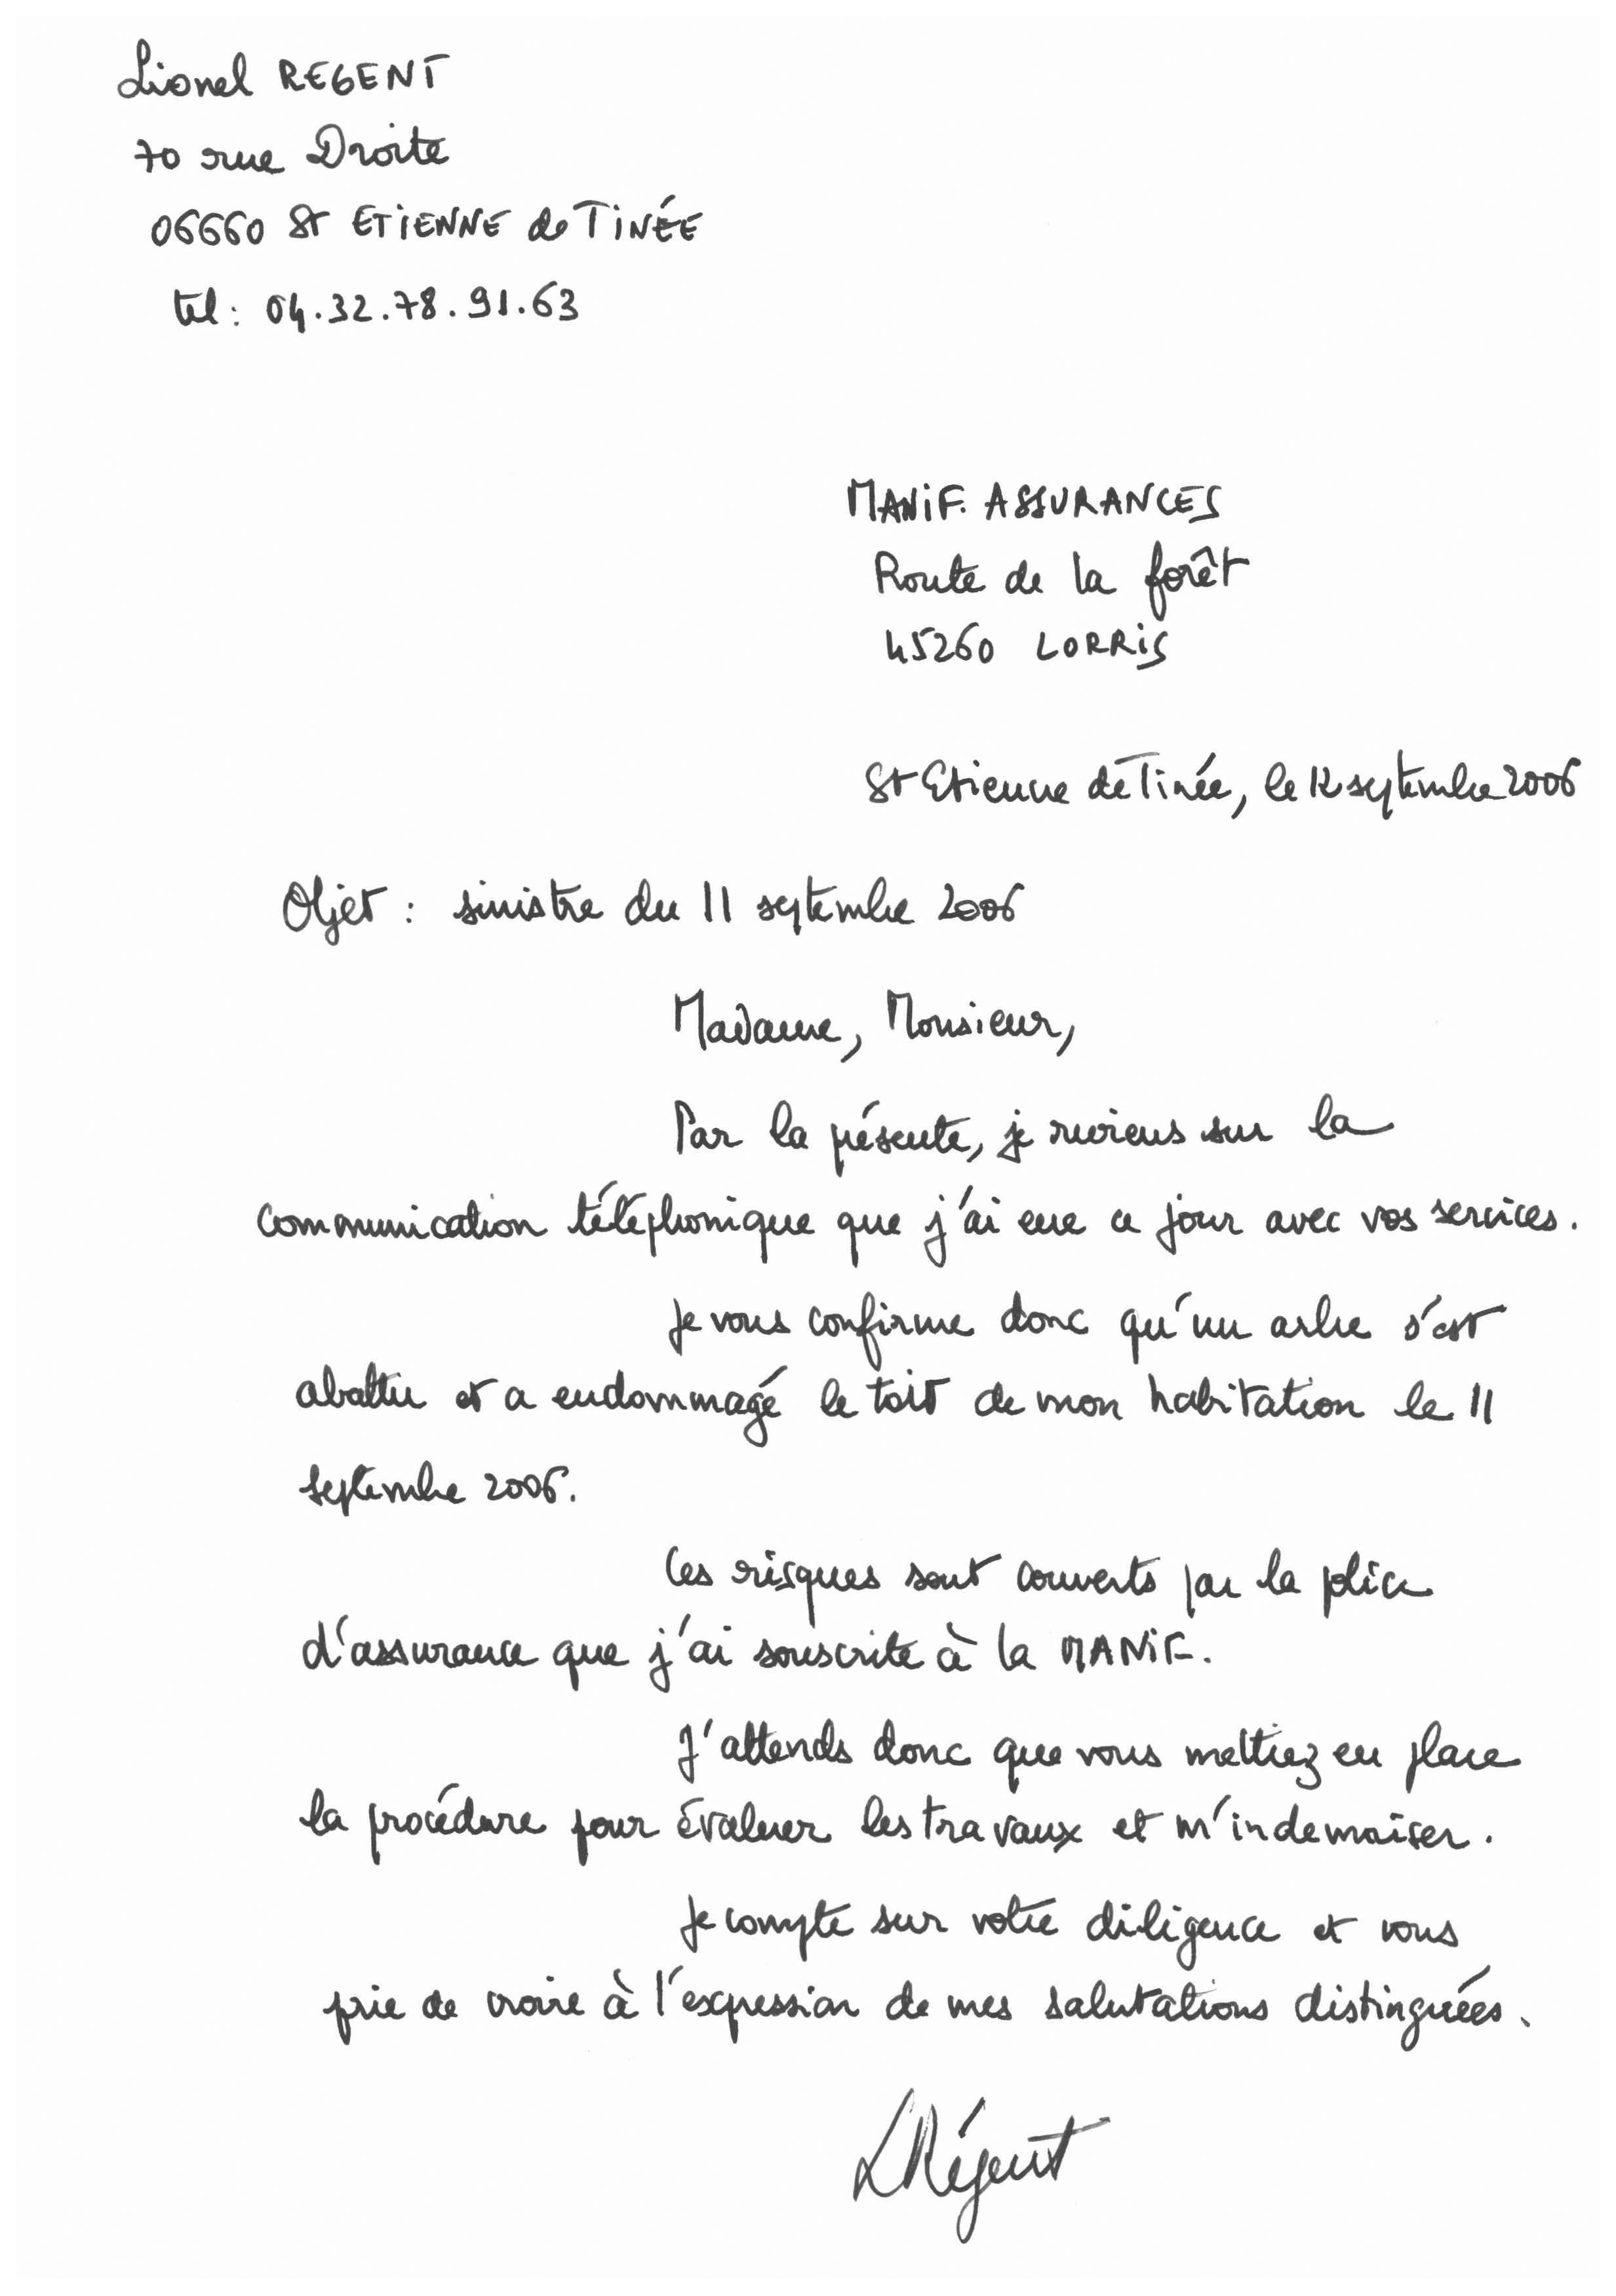 Lionel REGENT
70 rue Droite
06660 St ETIENNE de TINÉE
tel : 04.32.78.91.63
MANIF. ASSURANCES
Route de la forêt
45260 LORRIS
St Etienne de Tinée, le 12 septembre 2006
Objet : sinistre du 11 septembre 2006
Madame, Monsieur,
Par la présente, je reviens sur la
communication téléphonique que j'ai eue ce jour avec vos services.
Je vous confirme donc qu'un arbre s'est
abattu et a endommagé le toit de mon habitation le 11
septembre 2006.
Ces risques sont couverts par la police
d'assurance que j'ai souscrite à la MANIF.
J'attends donc que vous mettiez en place
la procédure pour évaluer les travaux et m'indemniser.
Je compte sur votre diligence et vous
prie de croire à l'expression de mes salutations distinguées.
L Régent